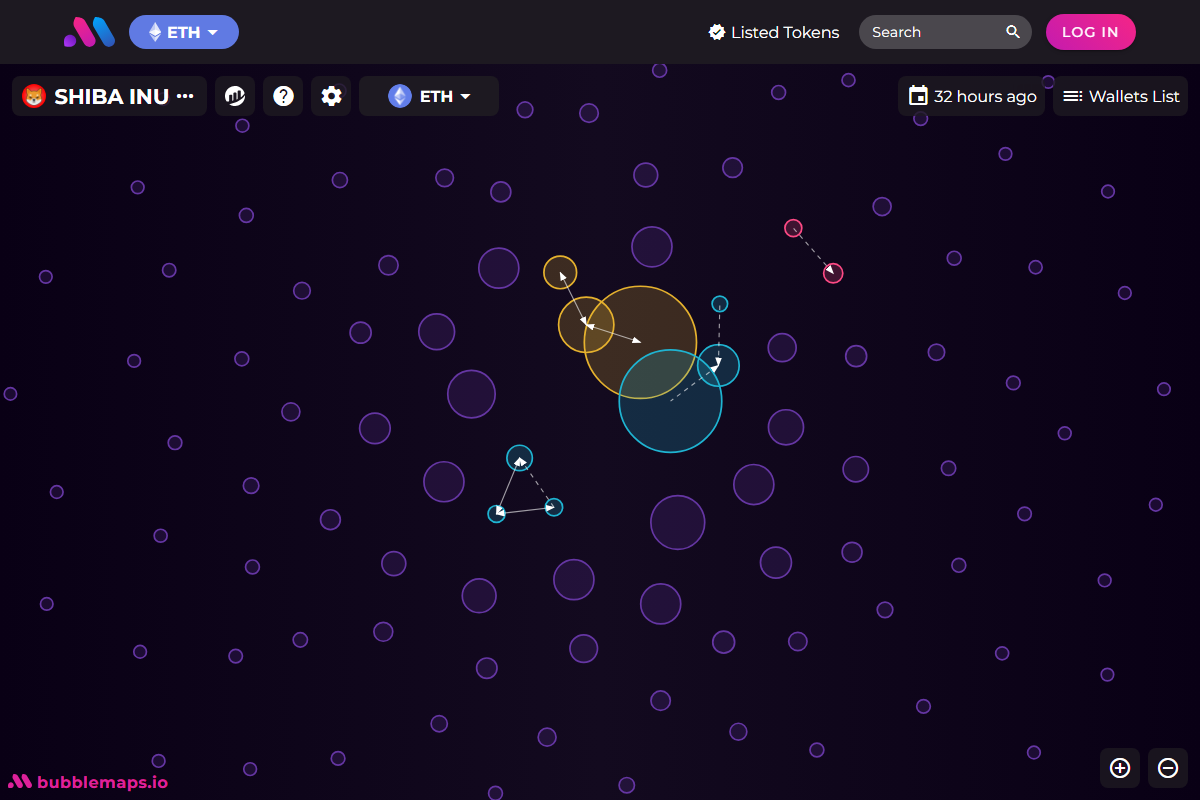 ETH
Listed Tokens
Search
LOG IN
SHIBA INU ...
ETH
32 hours ago
Wallets List
bubblemaps.io